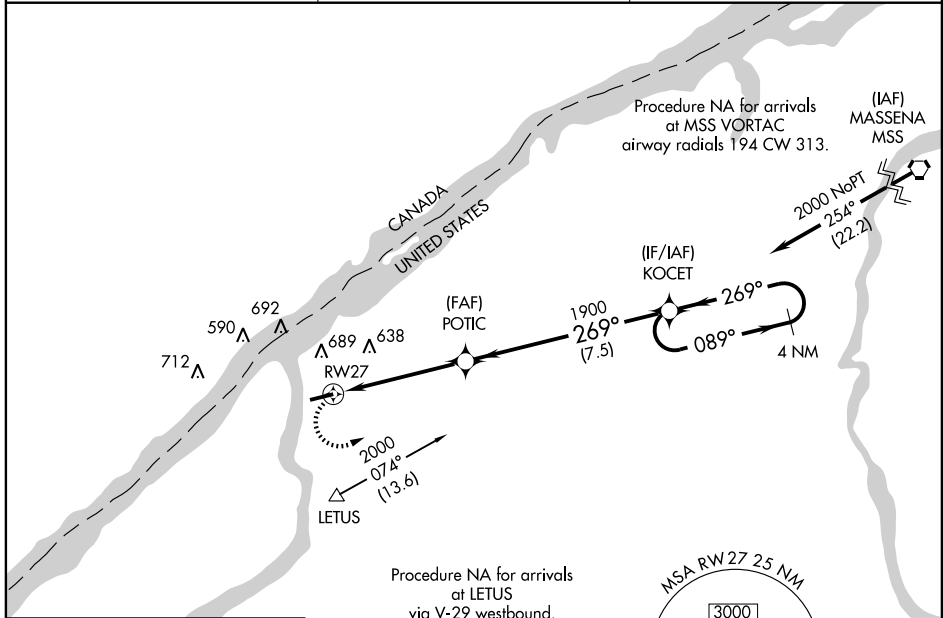 Procedure NA for arrivals
at MSS VORTAC
airway radials 194 CW 313.
(IAF)
MASSENA
MSS
2000 NoPT
254°
(22.2)
CANADA
UNITED STATES
(IF/IAF)
KOCET
269°
089°
4 NM
1900
269°
(7.5)
(FAF)
POTIC
692
590
712
689
638
RW27
2000
074°
(13.6)
LETUS
Procedure NA for arrivals
at LETUS
via V-29 westbound.
MSA RW27 25 NM
3000